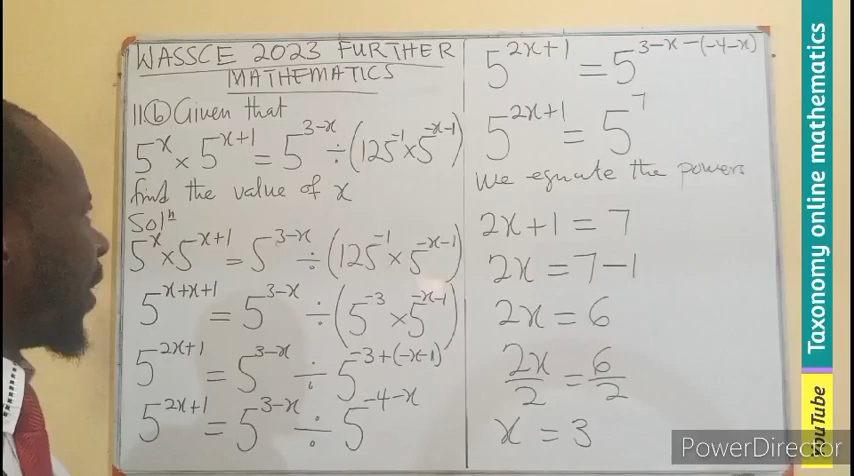 WASSCE 2023 FURTHER
MATHEMATICS
11(b) Given that
5^x × 5^(x+1) = 5^(3-x) ÷ (125^-1 × 5^(-x-1))
find the value of x
Solⁿ
5^x × 5^(x+1) = 5^(3-x) ÷ (125^-1 × 5^(-x-1))
5^(x+x+1) = 5^(3-x) ÷ (5^-3 × 5^(-x-1))
5^(2x+1) = 5^(3-x) ÷ 5^(-3+(-x-1))
5^(2x+1) = 5^(3-x) ÷ 5^(-4-x)
5^(2x+1) = 5^(3-x-(-4-x))
5^(2x+1) = 5^7
We equate the powers
2x+1 = 7
2x = 7-1
2x = 6
2x/2 = 6/2
x = 3
YouTube Taxonomy online mathematics
PowerDirector